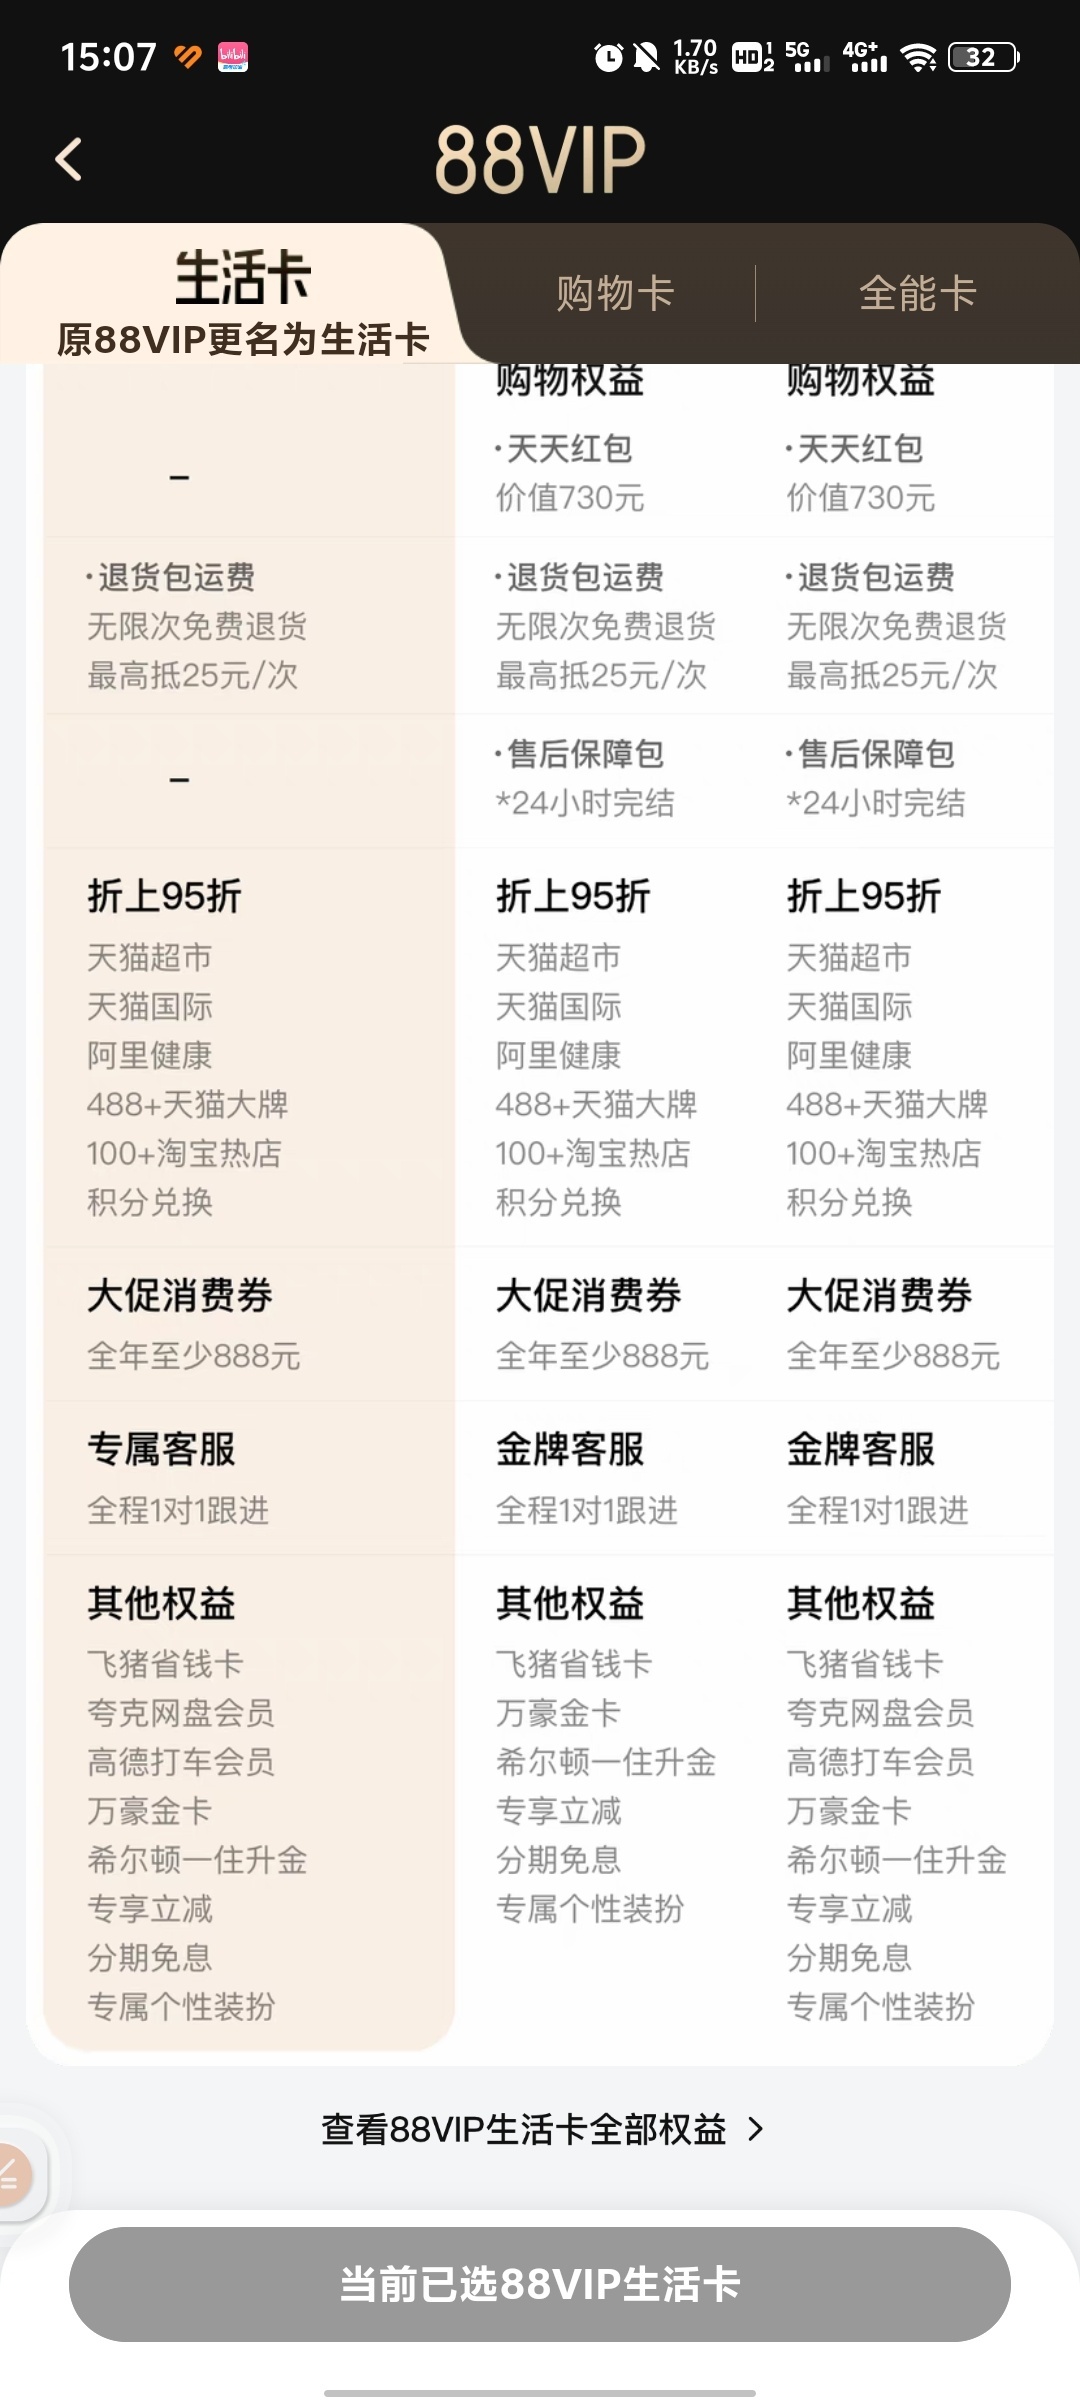 15:07
1.70
KB/s
HD 1 2
5G
4G+
32
88VIP
生活卡
原88VIP更名为生活卡
购物卡
全能卡
购物权益
购物权益
–
·天天红包
价值730元
·天天红包
价值730元
·退货包运费
无限次免费退货
最高抵25元/次
·退货包运费
无限次免费退货
最高抵25元/次
·退货包运费
无限次免费退货
最高抵25元/次
–
·售后保障包
*24小时完结
·售后保障包
*24小时完结
折上95折
天猫超市
天猫国际
阿里健康
488+天猫大牌
100+淘宝热店
积分兑换
折上95折
天猫超市
天猫国际
阿里健康
488+天猫大牌
100+淘宝热店
积分兑换
折上95折
天猫超市
天猫国际
阿里健康
488+天猫大牌
100+淘宝热店
积分兑换
大促消费券
全年至少888元
大促消费券
全年至少888元
大促消费券
全年至少888元
专属客服
全程1对1跟进
金牌客服
全程1对1跟进
金牌客服
全程1对1跟进
其他权益
飞猪省钱卡
夸克网盘会员
高德打车会员
万豪金卡
希尔顿一住升金
专享立减
分期免息
专属个性装扮
其他权益
飞猪省钱卡
万豪金卡
希尔顿一住升金
专享立减
分期免息
专属个性装扮
其他权益
飞猪省钱卡
夸克网盘会员
高德打车会员
万豪金卡
希尔顿一住升金
专享立减
分期免息
专属个性装扮
查看88VIP生活卡全部权益 >
当前已选88VIP生活卡